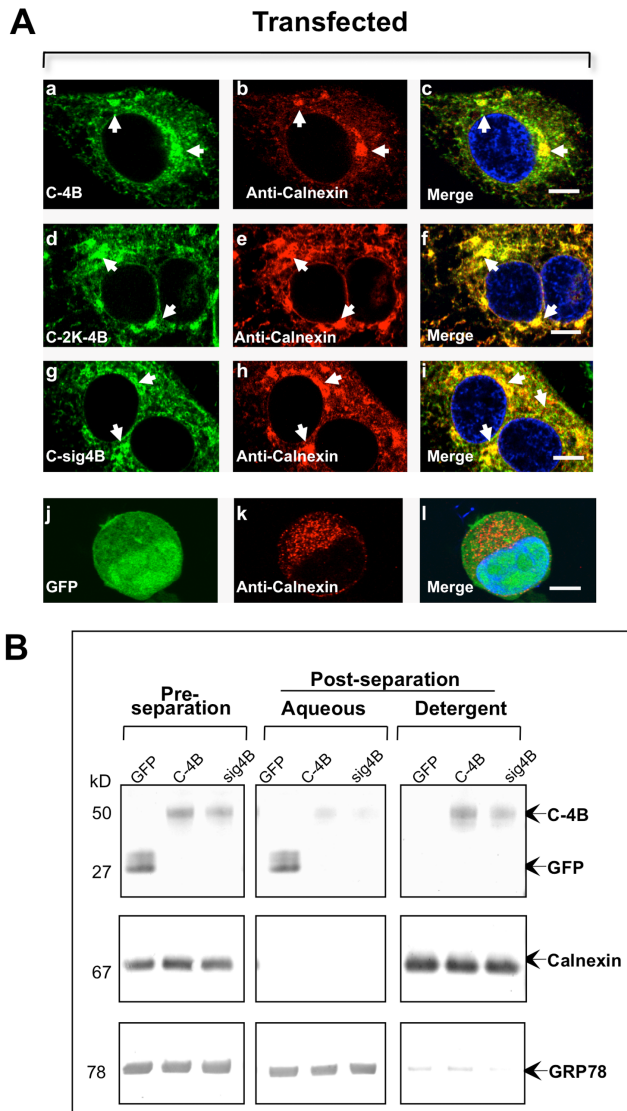 A
Transfected
a
b
c
C-4B
Anti-Calnexin
Merge
d
e
f
C-2K-4B
Anti-Calnexin
Merge
g
h
i
C-sig4B
Anti-Calnexin
Merge
j
k
l
GFP
Anti-Calnexin
Merge
B
Post-separation
Pre-
separation
Aqueous
Detergent
kD
GFP
C-4B
sig4B
GFP
C-4B
sig4B
GFP
C-4B
sig4B
50
C-4B
27
GFP
67
Calnexin
78
GRP78